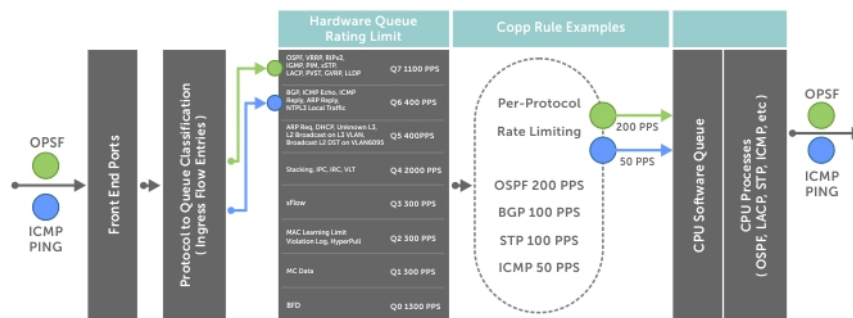 Hardware Queue
Rating Limit
Copp Rule Examples
OPSF
ICMP
PING
Front End Ports
Protocol to Queue Classification
( Ingress Flow Entries )
OSPF, VRRP, RIPv2,
IGMP, PIM, xSTP,
LACP, PVST, GVRP, LLDP
Q7 1100 PPS
BGP, ICMP Echo, ICMP
Reply, ARP Reply,
NTPL3 Local Traffic
Q6 400 PPS
ARP Req, DHCP, Unknown L3,
L2 Broadcast on L3 VLAN,
Broadcast L2 DST on VLAN6095
Q5 400PPS
Stacking, IPC, IRC, VLT
Q4 2000 PPS
sFlow
Q3 300 PPS
MAC Learning Limit
Violation Log, HyperPull
Q2 300 PPS
MC Data
Q1 300 PPS
BFD
Q0 1300 PPS
Per-Protocol
Rate Limiting
OSPF 200 PPS
BGP 100 PPS
STP 100 PPS
ICMP 50 PPS
200 PPS
50 PPS
CPU Software Queue
CPU Processes
( OSPF, LACP, STP, ICMP, etc )
OPSF
ICMP
PING